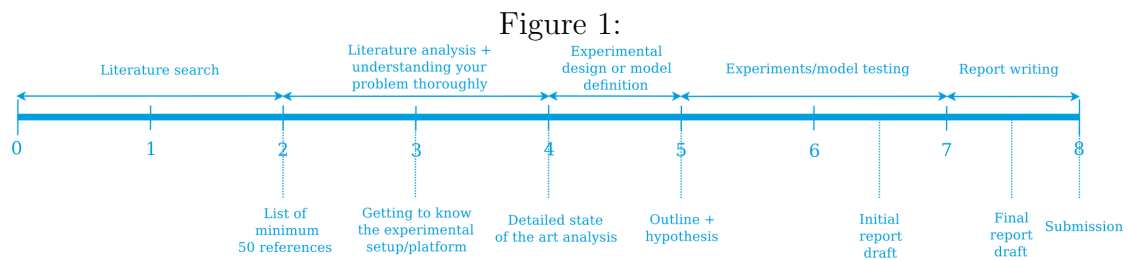 Figure 1:
Literature search
Literature analysis +
understanding your
problem thoroughly
Experimental
design or model
definition
Experiments/model testing
Report writing
0
1
2
3
4
5
6
7
8
List of
minimum
50 references
Getting to know
the experimental
setup/platform
Detailed state
of the art analysis
Outline +
hypothesis
Initial
report
draft
Final
report
draft
Submission